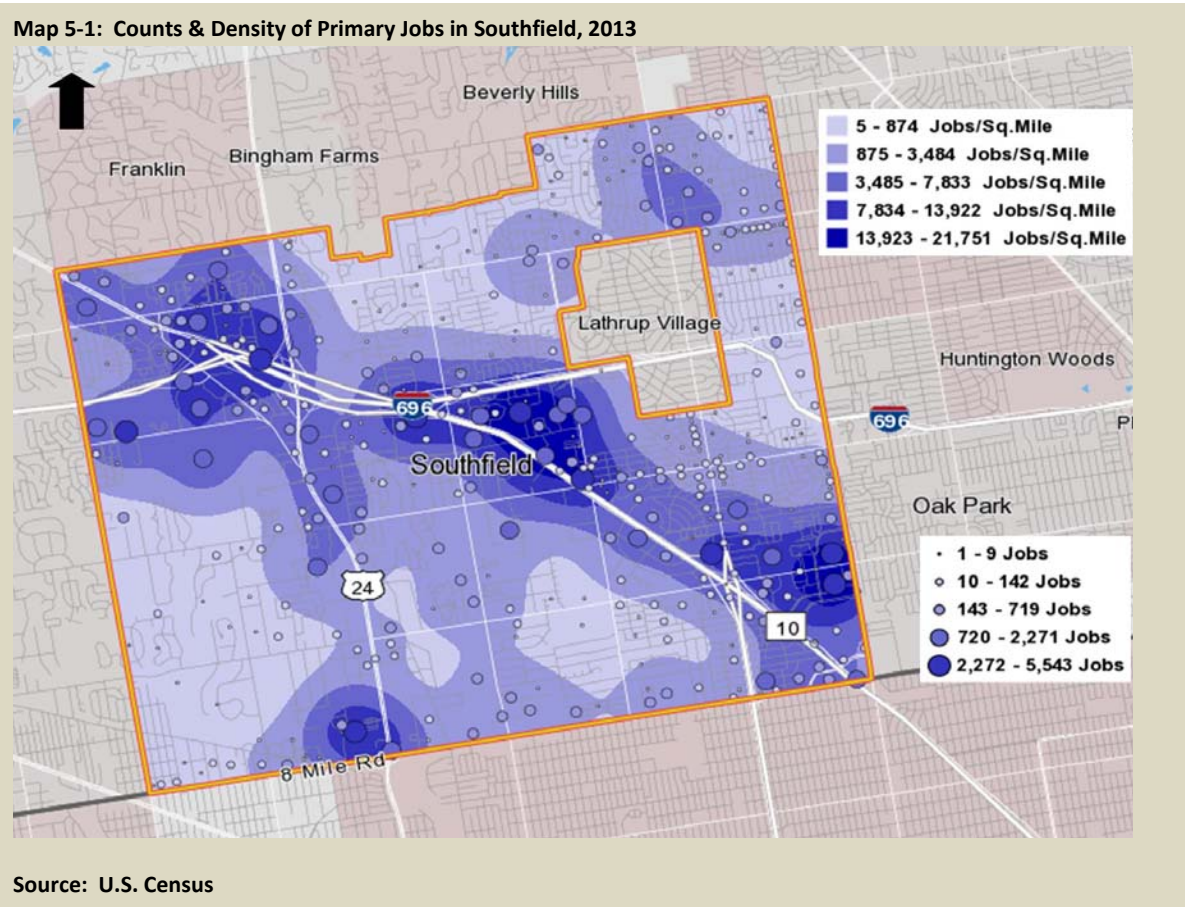 Map 5-1: Counts & Density of Primary Jobs in Southfield, 2013
Beverly Hills
Bingham Farms
Franklin
5 - 874 Jobs/Sq.Mile
875 - 3,484 Jobs/Sq.Mile
3,485 - 7,833 Jobs/Sq.Mile
7,834 - 13,922 Jobs/Sq.Mile
13,923 - 21,751 Jobs/Sq.Mile
Lathrup Village
Huntington Woods
696
696
Pl
Southfield
Oak Park
24
10
1 - 9 Jobs
10 - 142 Jobs
143 - 719 Jobs
720 - 2,271 Jobs
2,272 - 5,543 Jobs
8 Mile Rd
Source: U.S. Census